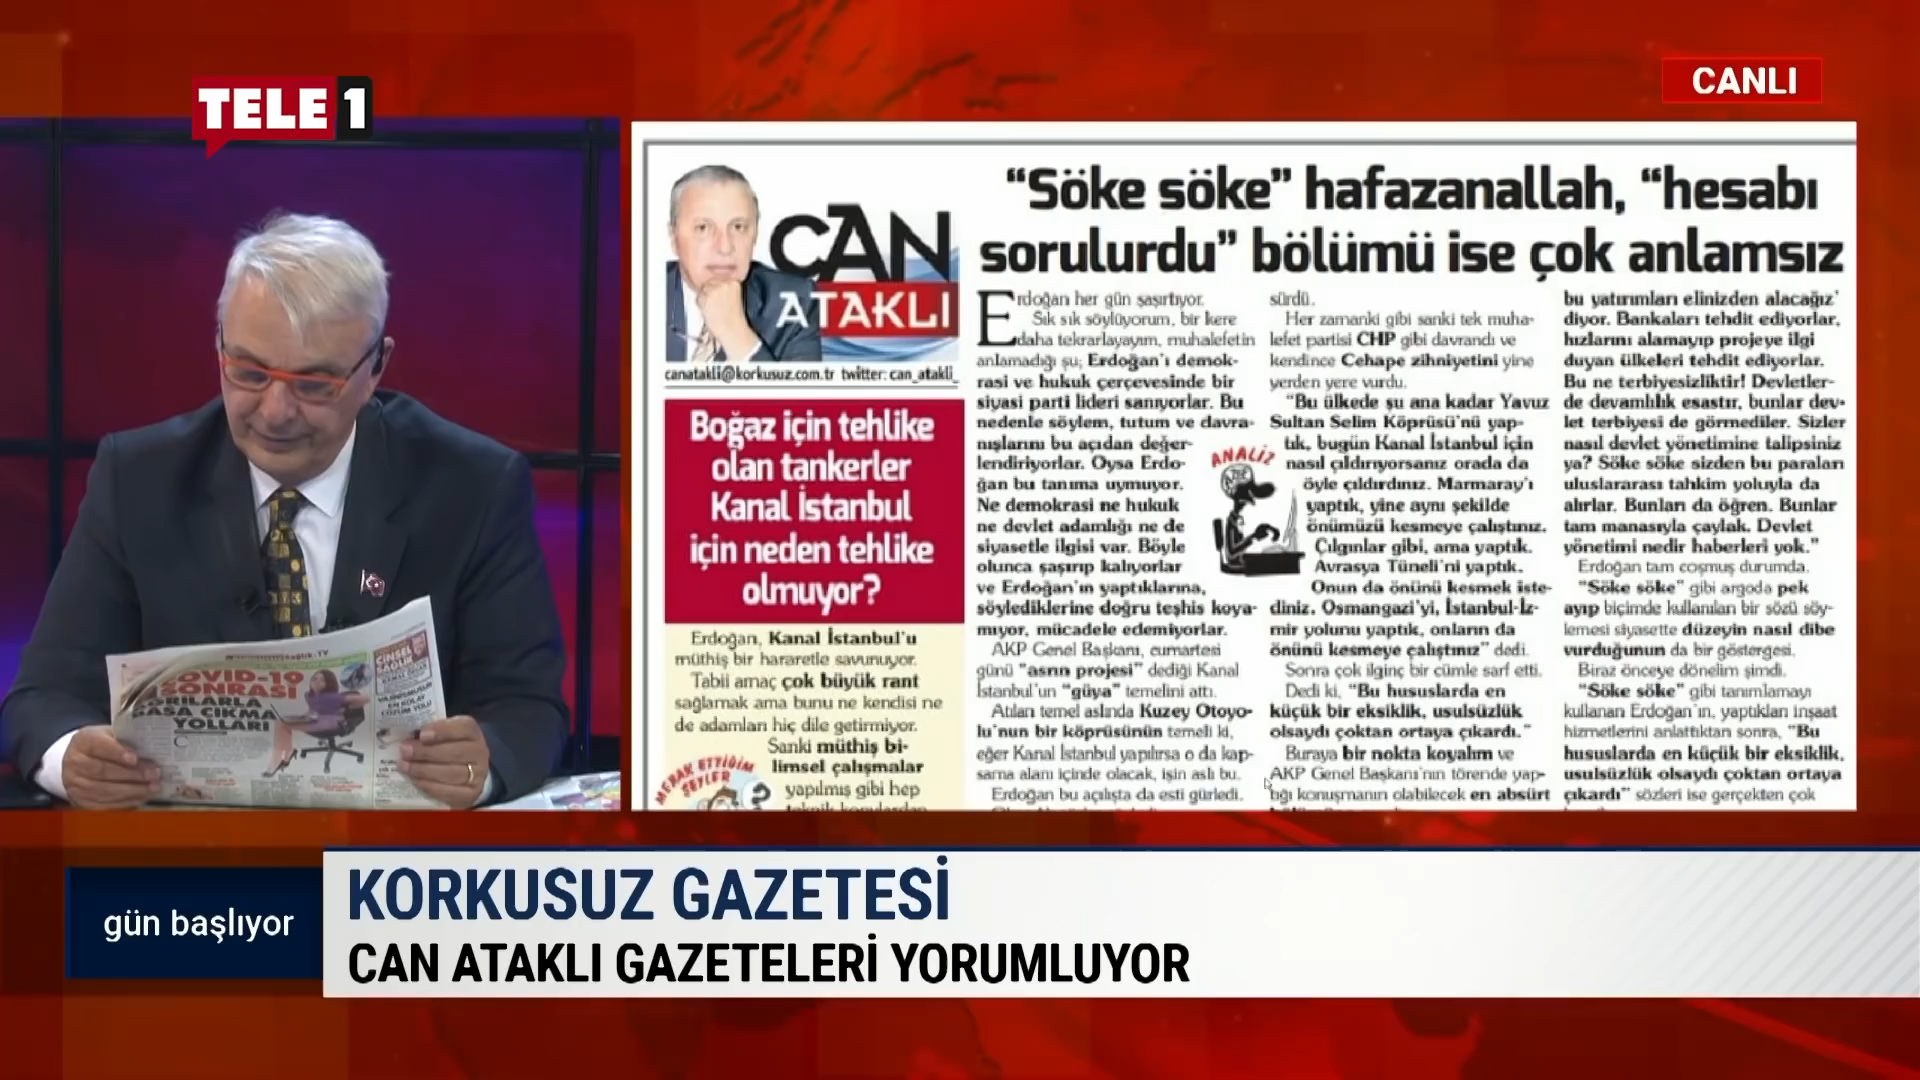 TELE 1
CANLI
CAN
ATAKLI
canatakli@korkusuz.com.tr twitter: can_atakli_
Boğaz için tehlike
olan tankerler
Kanal İstanbul
için neden tehlike
olmuyor?
Erdoğan, Kanal İstanbul'u
müthiş bir hararetle savunuyor.
Tabii amaç çok büyük rant
sağlamak ama bunu ne kendisi ne
de adamları hiç dile getirmiyor.
Sanki müthiş bi-
limsel çalışmalar
yapılmış gibi hep
MERAK ETTİĞİM
ŞEYLER
"Söke söke" hafazanallah, "hesabı
sorulurdu" bölümü ise çok anlamsız
Erdoğan her gün şaşırtıyor.
Sık sık söylüyorum, bir kere
daha tekrarlayayım, muhalefetin
anlamadığı şu; Erdoğan'ı demok-
rasi ve hukuk çerçevesinde bir
siyasi parti lideri sanıyorlar. Bu
nedenle söylem, tutum ve davra-
nışlarını bu açıdan değer-
lendiriyorlar. Oysa Erdo-
ğan bu tanıma uymuyor.
Ne demokrasi ne hukuk
ne devlet adamlığı ne de
siyasetle ilgisi var. Böyle
olunca şaşırıp kalıyorlar
ve Erdoğan'ın yaptıklarına,
söylediklerine doğru teşhis koya-
mıyor, mücadele edemiyorlar.
AKP Genel Başkanı, cumartesi
günü "asrın projesi" dediği Kanal
İstanbul'un "güya" temelini attı.
Atılan temel aslında Kuzey Otoyo-
lu'nun bir köprüsünün temeli ki,
eğer Kanal İstanbul yapılırsa o da kap-
sama alanı içinde olacak, işin aslı bu.
Erdoğan bu açılışta da esti gürledi.
sürdü.
Her zamanki gibi sanki tek muha-
lefet partisi CHP gibi davrandı ve
kendince Cehape zihniyetini yine
yerden yere vurdu.
"Bu ülkede şu ana kadar Yavuz
Sultan Selim Köprüsü'nü yap-
tık, bugün Kanal İstanbul için
nasıl çıldırıyorsanız orada da
öyle çıldırdınız. Marmaray'ı
yaptık, yine aynı şekilde
önümüzü kesmeye çalıştınız.
Çılgınlar gibi, ama yaptık.
Avrasya Tüneli'ni yaptık.
Onun da önünü kesmek iste-
diniz. Osmangazi'yi, İstanbul-İz-
mir yolunu yaptık, onların da
önünü kesmeye çalıştınız" dedi.
Sonra çok ilginç bir cümle sarf etti.
Dedi ki, "Bu hususlarda en
küçük bir eksiklik, usulsüzlük
olsaydı çoktan ortaya çıkardı."
Buraya bir nokta koyalım ve
AKP Genel Başkanı'nın törende yap-
tığı konuşmanın olabilecek en absürt
ANALİZ
bu yatırımları elinizden alacağız'
diyor. Bankaları tehdit ediyorlar,
hızlarını alamayıp projeye ilgi
duyan ülkeleri tehdit ediyorlar.
Bu ne terbiyesizliktir! Devletler-
de devamlılık esastır, bunlar dev-
let terbiyesi de görmediler. Sizler
nasıl devlet yönetimine talipsiniz
ya? Söke söke sizden bu paraları
uluslararası tahkim yoluyla da
alırlar. Bunları da öğren. Bunlar
tam manasıyla çaylak. Devlet
yönetimi nedir haberleri yok."
Erdoğan tam coşmuş durumda.
"Söke söke" gibi argoda pek
ayıp biçimde kullanılan bir sözü söy-
lemesi siyasette düzeyin nasıl dibe
vurduğunun da bir göstergesi.
Biraz önceye dönelim şimdi.
"Söke söke" gibi tanımlamayı
kullanan Erdoğan'ın, yaptıkları inşaat
hizmetlerini anlattıktan sonra, "Bu
hususlarda en küçük bir eksiklik,
usulsüzlük olsaydı çoktan ortaya
çıkardı" sözleri ise gerçekten çok
COVID-19
SONRASI
BAŞA ÇIKMA
YOLLARI
CİNSEL
SAĞLIK
gün başlıyor
KORKUSUZ GAZETESİ
CAN ATAKLI GAZETELERİ YORUMLUYOR